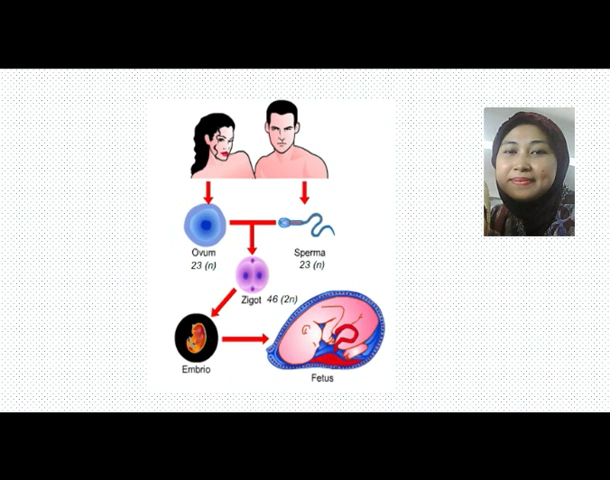 Ovum
23 (n)
Sperma
23 (n)
Zigot 46 (2n)
Embrio
Fetus